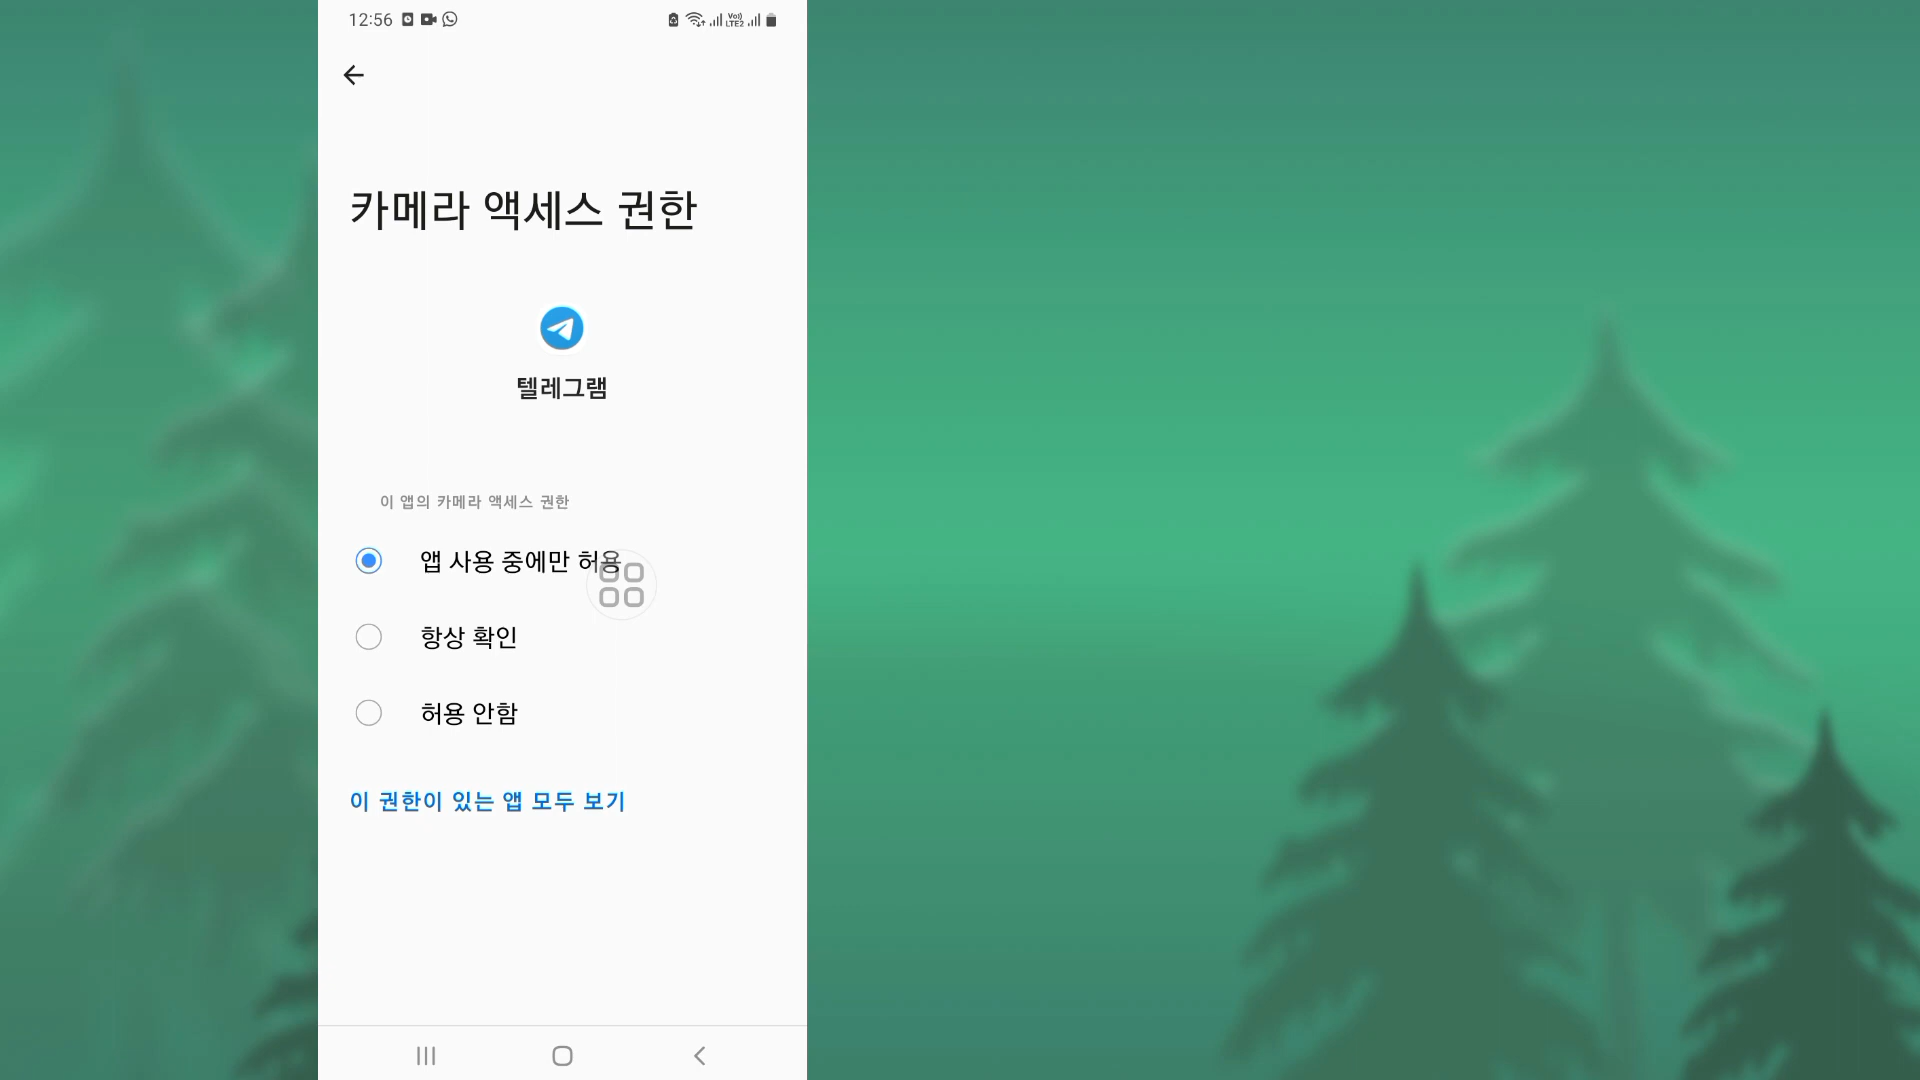 12:56
Vo))
LTE2
카메라 액세스 권한
텔레그램
이 앱의 카메라 액세스 권한
앱 사용 중에만 허용
항상 확인
허용 안함
이 권한이 있는 앱 모두 보기